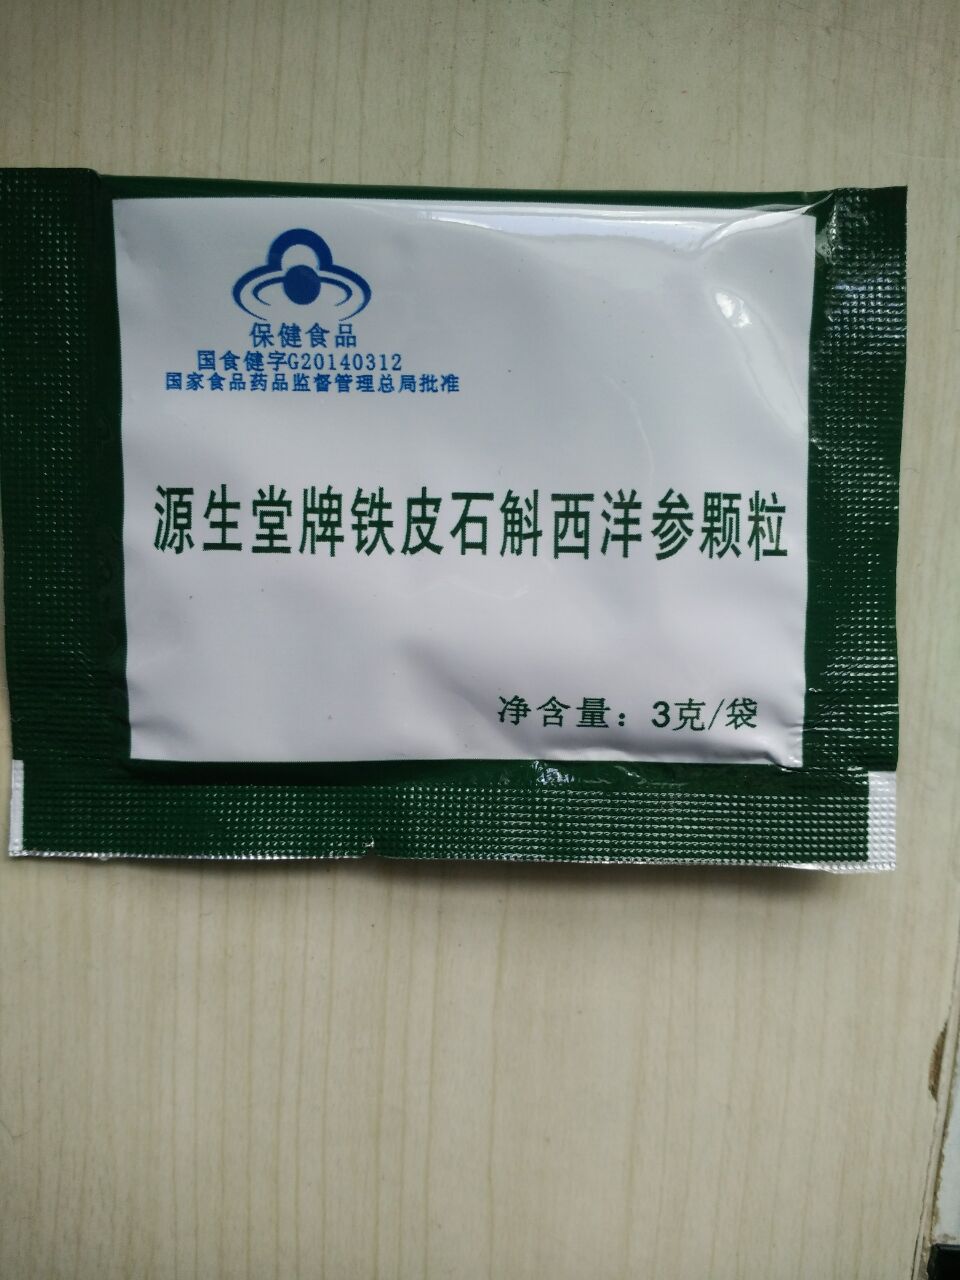 保健食品
国食健字G20140312
国家食品药品监督管理总局批准
源生堂牌铁皮石斛西洋参颗粒
净含量：3克/袋